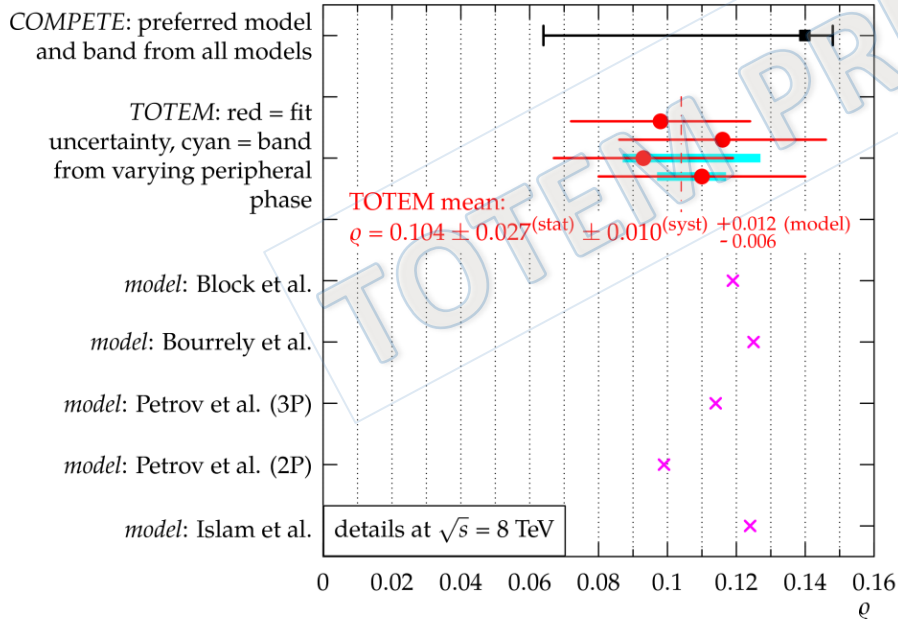 COMPETE: preferred model
and band from all models
TOTEM: red = fit
uncertainty, cyan = band
from varying peripheral
phase
TOTEM mean:
ϱ = 0.104 ± 0.027(stat) ± 0.010(syst) +0.012 - 0.006 (model)
model: Block et al.
model: Bourrely et al.
model: Petrov et al. (3P)
model: Petrov et al. (2P)
model: Islam et al.
details at √s = 8 TeV
0 0.02 0.04 0.06 0.08 0.1 0.12 0.14 0.16
ϱ
TOTEM PR